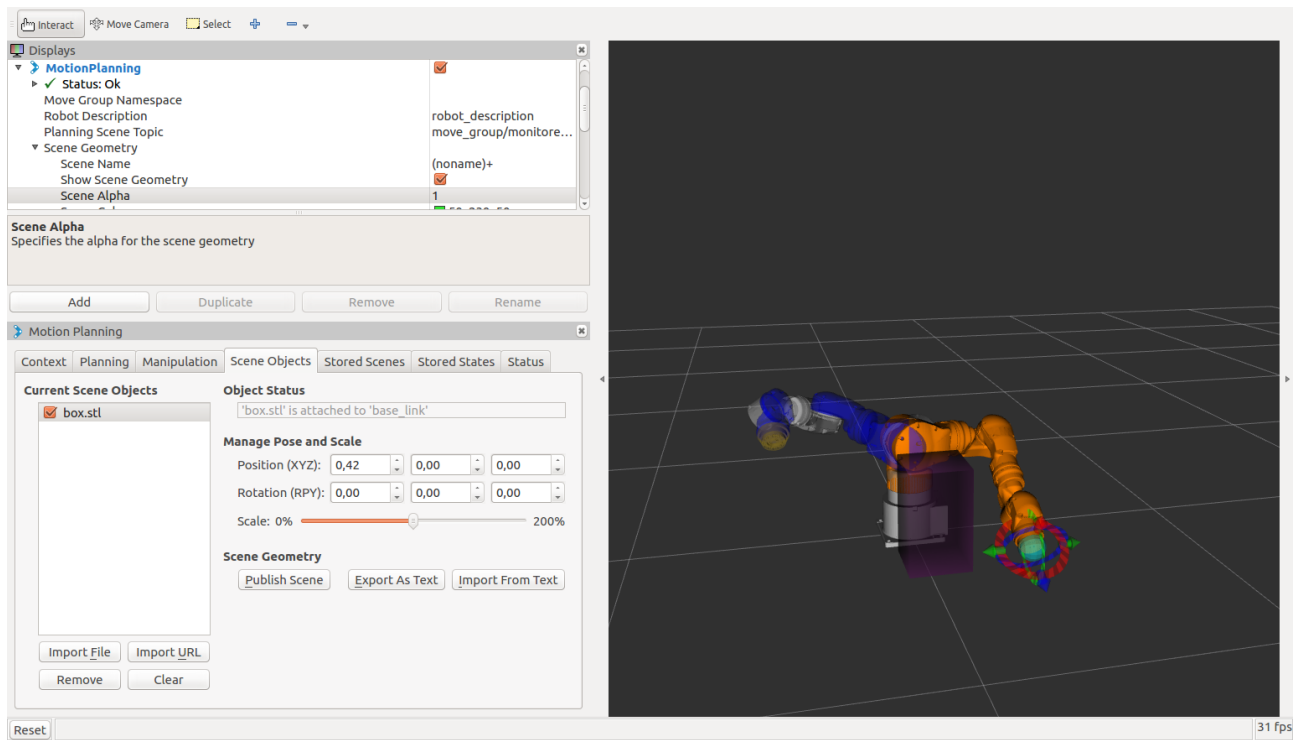 Interact Move Camera Select
Displays
MotionPlanning
Status: Ok
Move Group Namespace
Robot Description robot_description
Planning Scene Topic move_group/monitore...
Scene Geometry
Scene Name (noname)+
Show Scene Geometry
Scene Alpha 1
Scene Alpha
Specifies the alpha for the scene geometry
Add Duplicate Remove Rename
Motion Planning
Context Planning Manipulation Scene Objects Stored Scenes Stored States Status
Current Scene Objects
box.stl
Import File Import URL
Remove Clear
Object Status
'box.stl' is attached to 'base_link'
Manage Pose and Scale
Position (XYZ): 0,42 0,00 0,00
Rotation (RPY): 0,00 0,00 0,00
Scale: 0% 200%
Scene Geometry
Publish Scene Export As Text Import From Text
Reset 31 fps